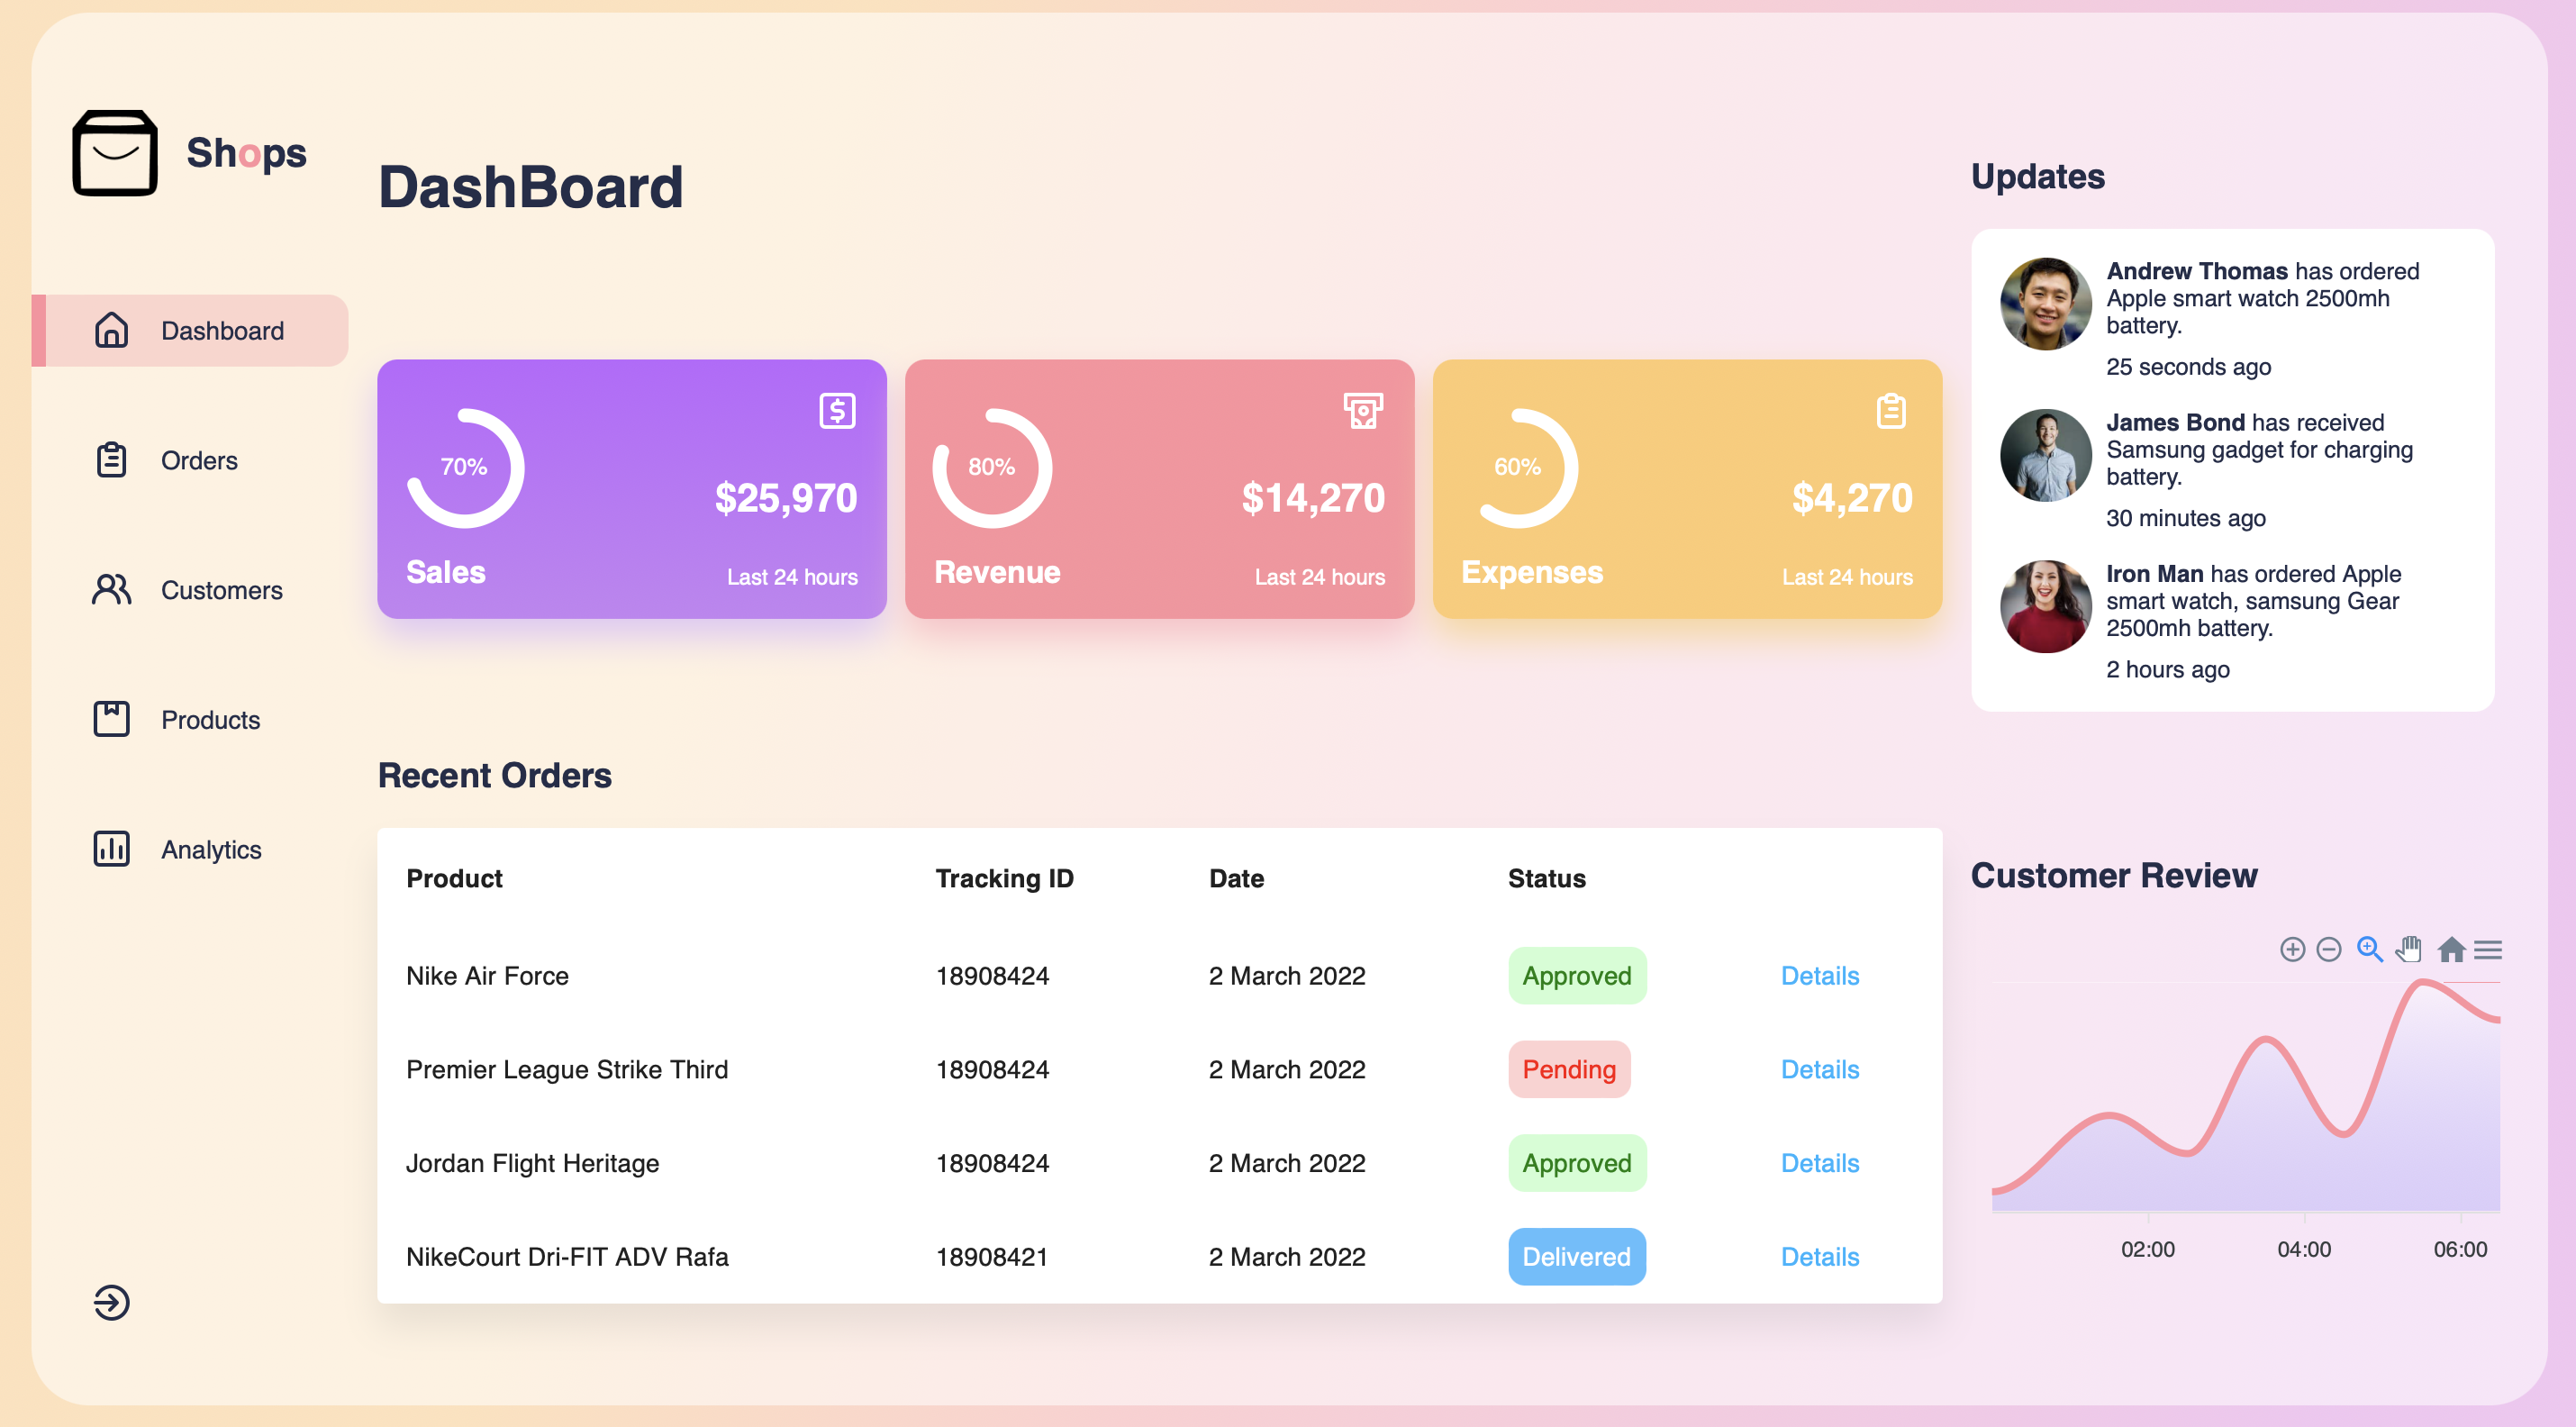 Shops
Dashboard
Orders
Customers
Products
Analytics
DashBoard
70%
$25,970
Sales
Last 24 hours
80%
$14,270
Revenue
Last 24 hours
60%
$4,270
Expenses
Last 24 hours
Recent Orders
Product Tracking ID Date Status
Nike Air Force 18908424 2 March 2022 Approved Details
Premier League Strike Third 18908424 2 March 2022 Pending Details
Jordan Flight Heritage 18908424 2 March 2022 Approved Details
NikeCourt Dri-FIT ADV Rafa 18908421 2 March 2022 Delivered Details
Updates
Andrew Thomas has ordered
Apple smart watch 2500mh
battery.
25 seconds ago
James Bond has received
Samsung gadget for charging
battery.
30 minutes ago
Iron Man has ordered Apple
smart watch, samsung Gear
2500mh battery.
2 hours ago
Customer Review
02:00 04:00 06:00